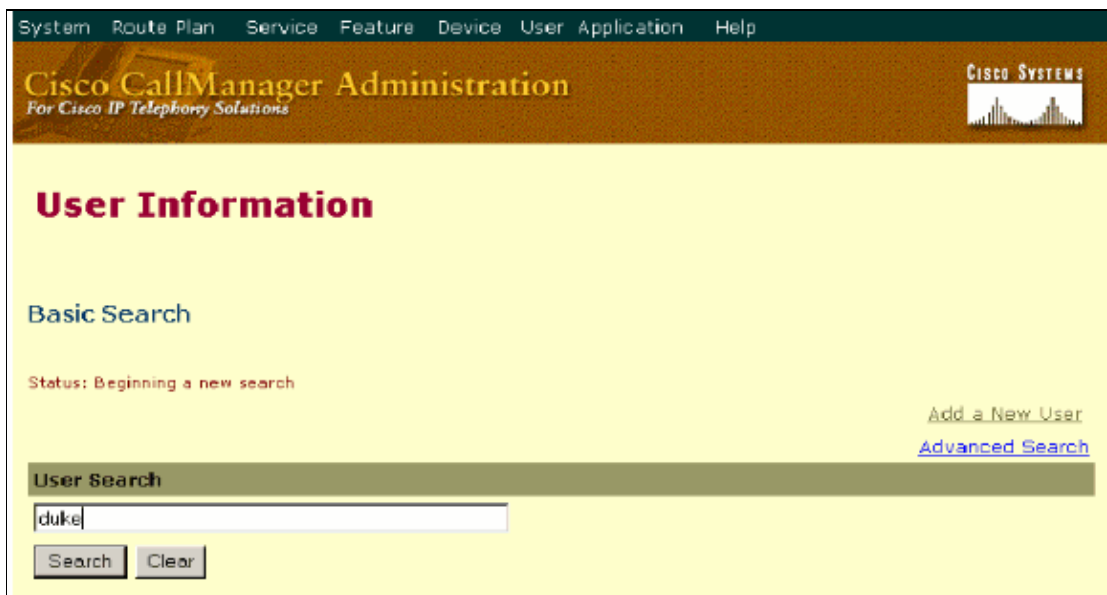 System Route Plan Service Feature Device User Application Help
Cisco CallManager Administration
For Cisco IP Telephony Solutions
CISCO SYSTEMS
User Information
Basic Search
Status: Beginning a new search
Add a New User
Advanced Search
User Search
duke
Search Clear